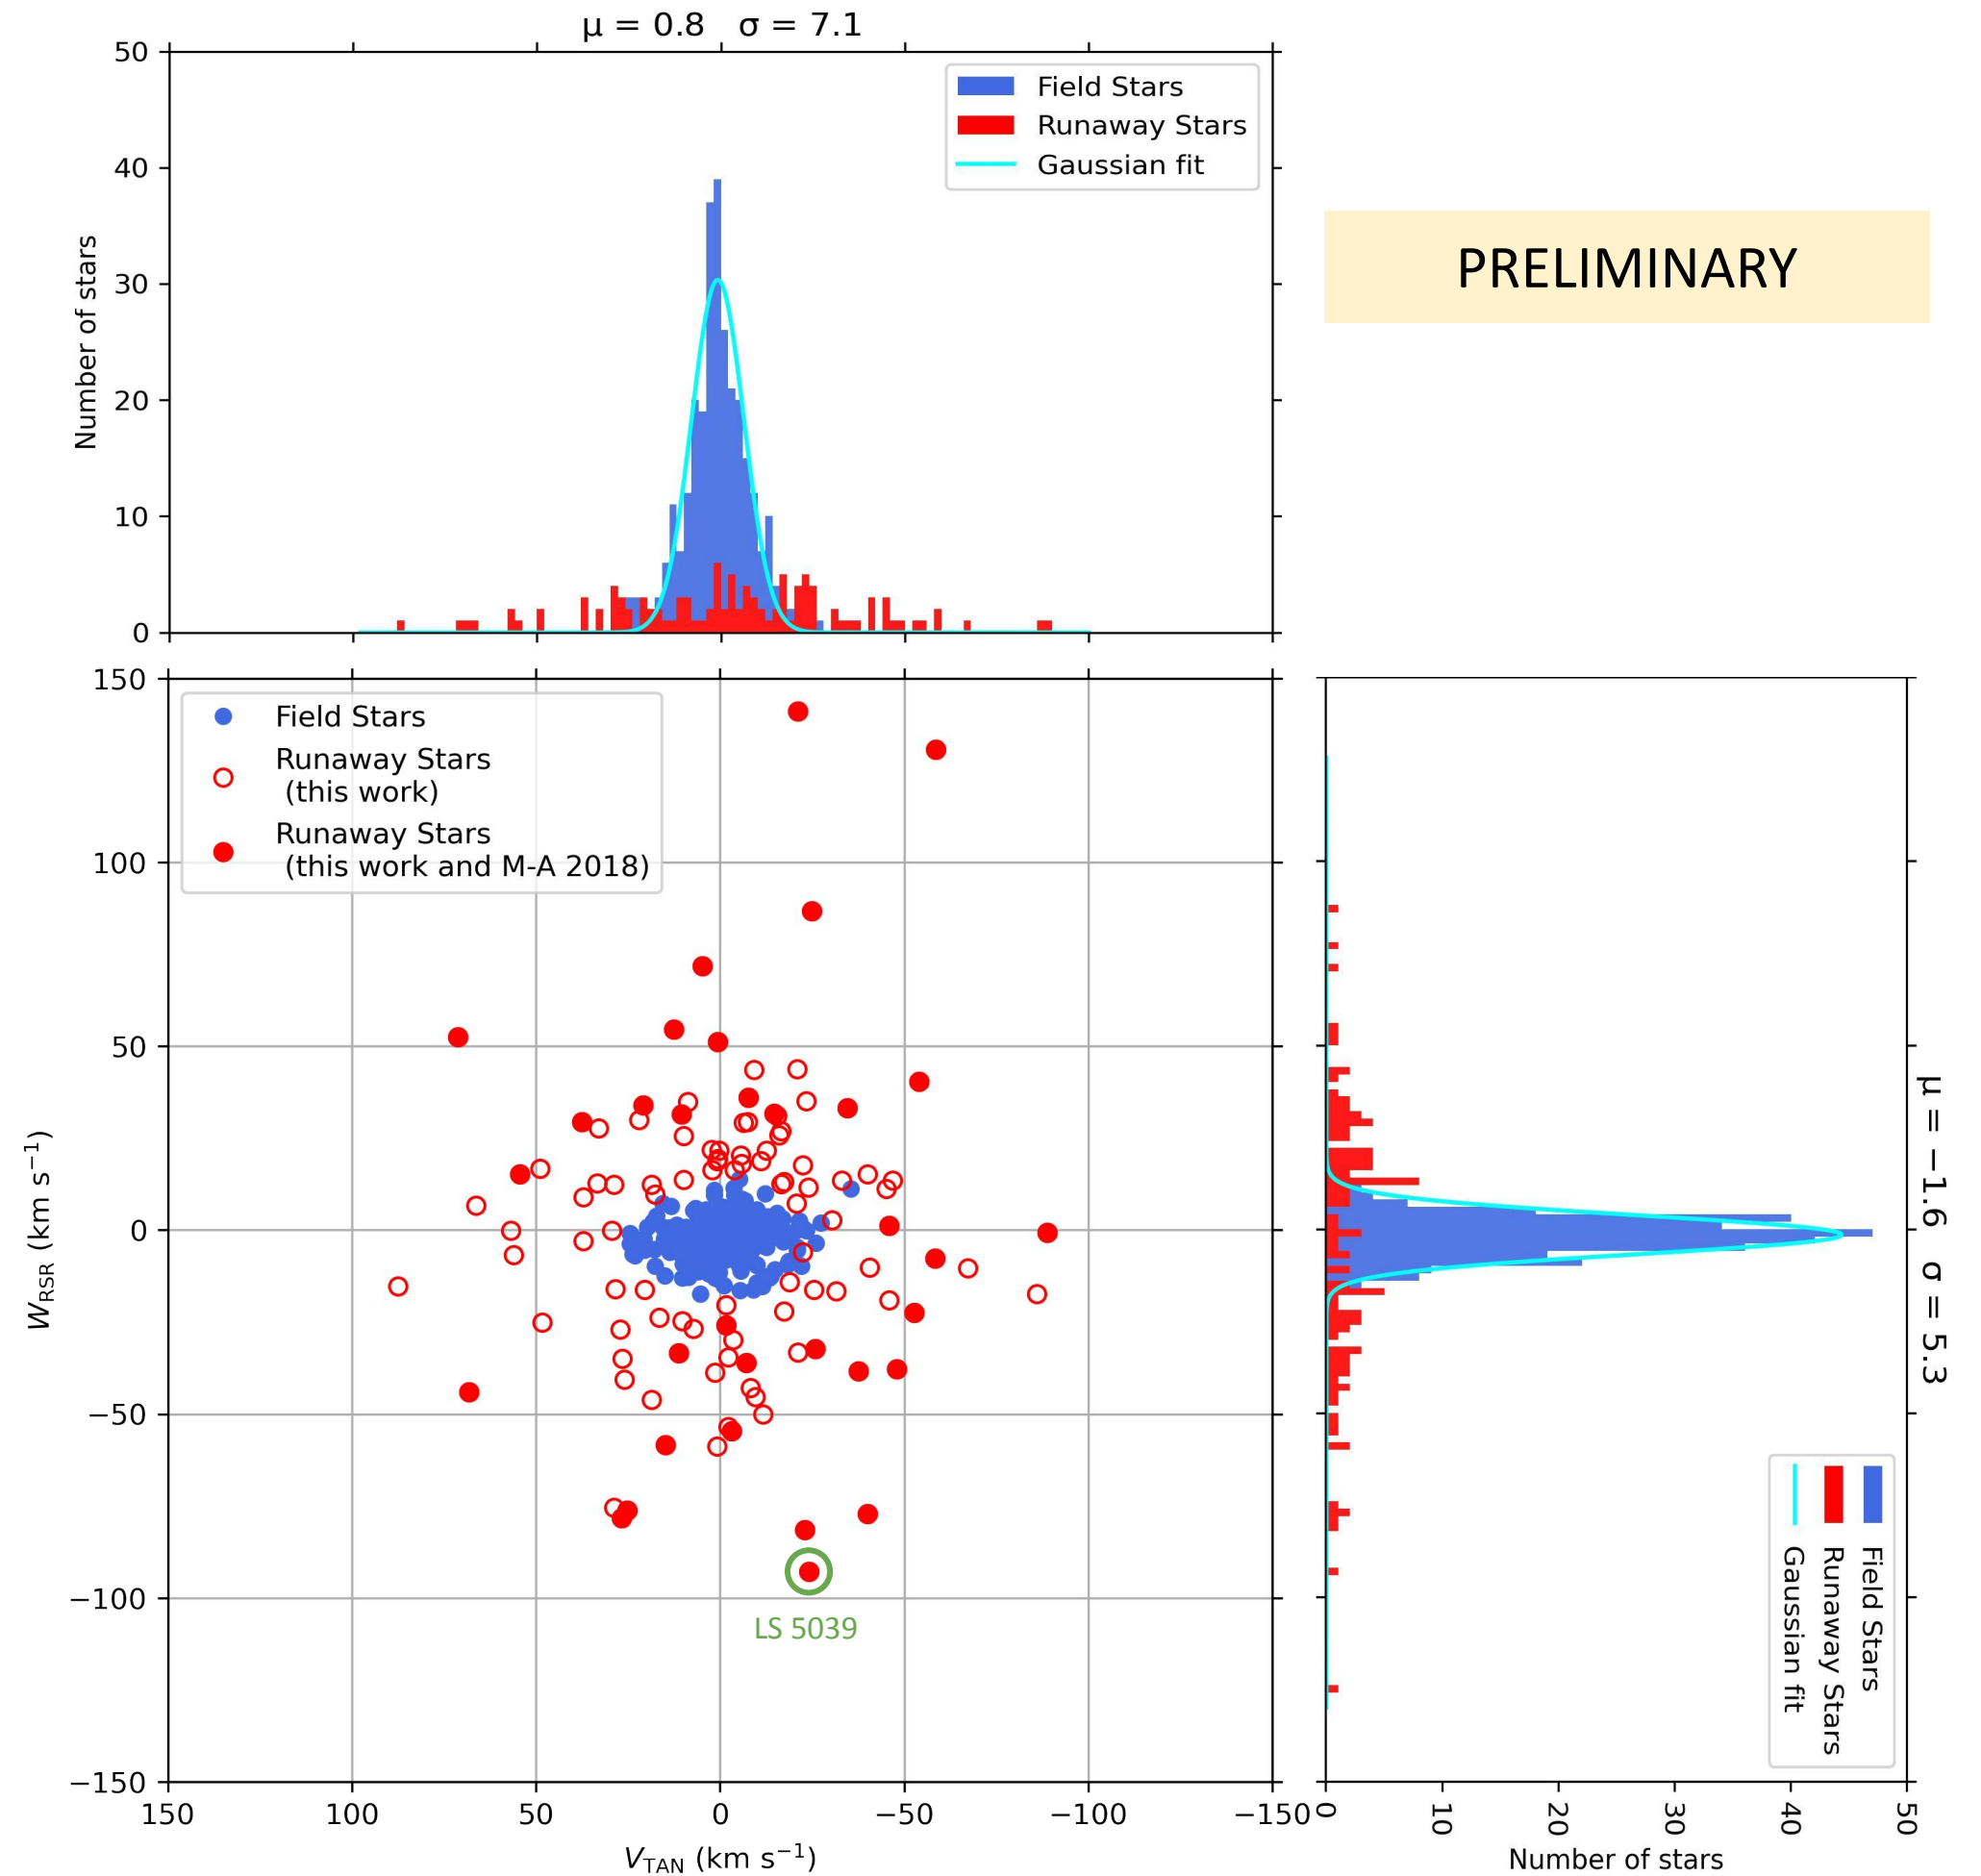 μ = 0.8   σ = 7.1
50
40
30
20
10
0
Number of stars
Field Stars
Runaway Stars
Gaussian fit
PRELIMINARY
150
100
50
0
−50
−100
−150
W_RSR (km s⁻¹)
Field Stars
Runaway Stars
(this work)
Runaway Stars
(this work and M-A 2018)
LS 5039
150
100
50
0
−50
−100
−150
V_TAN (km s⁻¹)
μ = −1.6   σ = 5.3
Field Stars
Runaway Stars
Gaussian fit
0
10
20
30
40
50
Number of stars